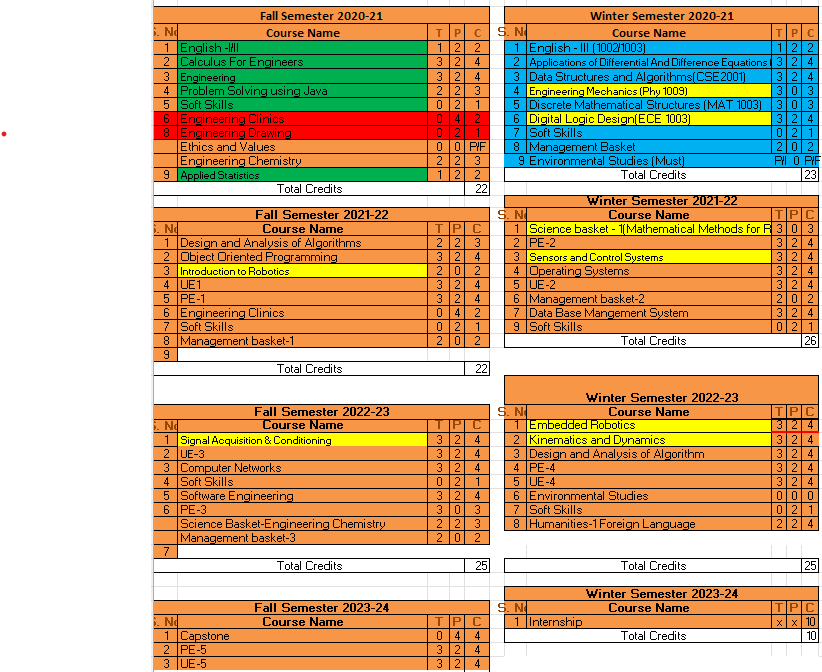 Fall Semester 2020-21
S. No Course Name T P C
1 English -I/II 1 2 2
2 Calculus For Engineers 3 2 4
3 Engineering 3 2 4
4 Problem Solving using Java 2 2 3
5 Soft Skills 0 2 1
6 Engineering Clinics 0 4 2
8 Engineering Drawing 0 2 1
Ethics and Values 0 0 P/F
Engineering Chemistry 2 2 3
9 Applied Statistics 1 2 2
Total Credits 22
Winter Semester 2020-21
S. No Course Name T P C
1 English - III (1002/1003) 1 2 2
2 Applications of Differential And Difference Equations ( 3 2 4
3 Data Structures and Algorithms(CSE2001) 3 2 4
4 Engineering Mechanics (Phy 1009) 3 0 3
5 Discrete Mathematical Structures (MAT 1003) 3 0 3
6 Digital Logic Design(ECE 1003) 3 2 4
7 Soft Skills 0 2 1
8 Management Basket 2 0 2
9 Environmental Studies (Must) 0 P/F
Total Credits 23
Fall Semester 2021-22
S. No Course Name T P C
1 Design and Analysis of Algorithms 2 2 3
2 Object Oriented Programming 3 2 4
3 Introduction to Robotics 2 0 2
4 UE1 3 2 4
5 PE-1 3 2 4
6 Engineering Clinics 0 4 2
7 Soft Skills 0 2 1
8 Management basket-1 2 0 2
9
Total Credits 22
Winter Semester 2021-22
S. No Course Name T P C
1 Science basket - 1(Mathematical Methods for R 3 0 3
2 PE-2 3 2 4
3 Sensors and Control Systems 3 2 4
4 Operating Systems 3 2 4
5 UE-2 3 2 4
6 Management basket-2 2 0 2
7 Data Base Mangement System 3 2 4
9 Soft Skills 0 2 1
Total Credits 26
Fall Semester 2022-23
S. No Course Name T P C
1 Signal Acquisition & Conditioning 3 2 4
2 UE-3 3 2 4
3 Computer Networks 3 2 4
4 Soft Skills 0 2 1
5 Software Engineering 3 2 4
6 PE-3 3 0 3
Science Basket-Engineering Chemistry 2 2 3
Management basket-3 2 0 2
7
Total Credits 25
Winter Semester 2022-23
S. No Course Name T P C
1 Embedded Robotics 3 2 4
2 Kinematics and Dynamics 3 2 4
3 Design and Analysis of Algorithm 3 2 4
4 PE-4 3 2 4
5 UE-4 3 2 4
6 Environmental Studies 0 0 0
7 Soft Skills 0 2 1
8 Humanities-1 Foreign Language 2 2 4
Total Credits 25
Fall Semester 2023-24
S. No Course Name T P C
1 Capstone 0 4 4
2 PE-5 3 2 4
3 UE-5 3 2 4
Winter Semester 2023-24
S. No Course Name T P C
1 Internship x x 10
Total Credits 10